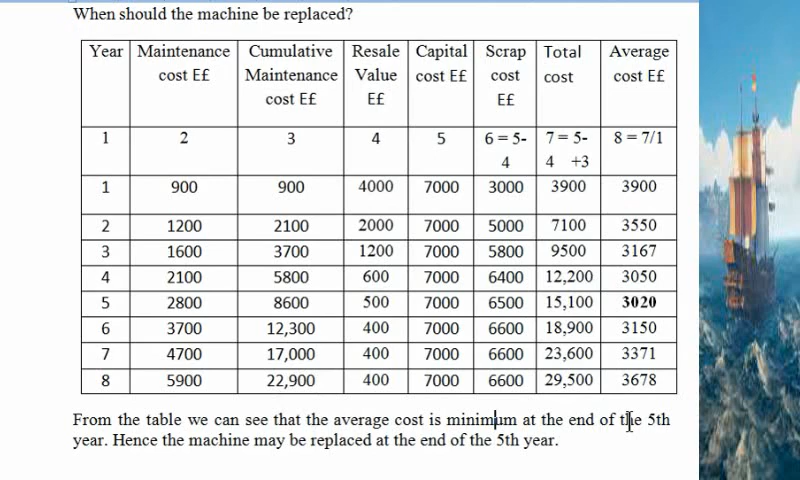 When should the machine be replaced?
Year Maintenance cost E£ Cumulative Maintenance cost E£ Resale Value E£ Capital cost E£ Scrap cost E£ Total cost Average cost E£
1 2 3 4 5 6 = 5-4 7 = 5-4 +3 8 = 7/1
1 900 900 4000 7000 3000 3900 3900
2 1200 2100 2000 7000 5000 7100 3550
3 1600 3700 1200 7000 5800 9500 3167
4 2100 5800 600 7000 6400 12,200 3050
5 2800 8600 500 7000 6500 15,100 3020
6 3700 12,300 400 7000 6600 18,900 3150
7 4700 17,000 400 7000 6600 23,600 3371
8 5900 22,900 400 7000 6600 29,500 3678
From the table we can see that the average cost is minimum at the end of the 5th
year. Hence the machine may be replaced at the end of the 5th year.